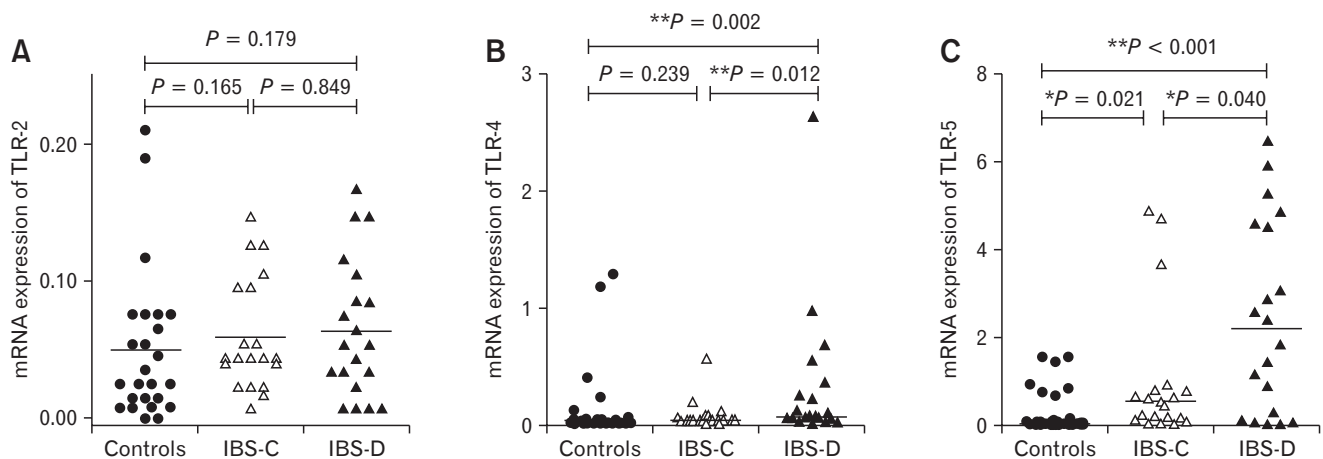 A
P = 0.179
P = 0.165
P = 0.849
mRNA expression of TLR-2
0.20
0.10
0.00
Controls
IBS-C
IBS-D
B
**P = 0.002
P = 0.239
**P = 0.012
mRNA expression of TLR-4
3
2
1
0
Controls
IBS-C
IBS-D
C
**P < 0.001
*P = 0.021
*P = 0.040
mRNA expression of TLR-5
8
6
4
2
0
Controls
IBS-C
IBS-D